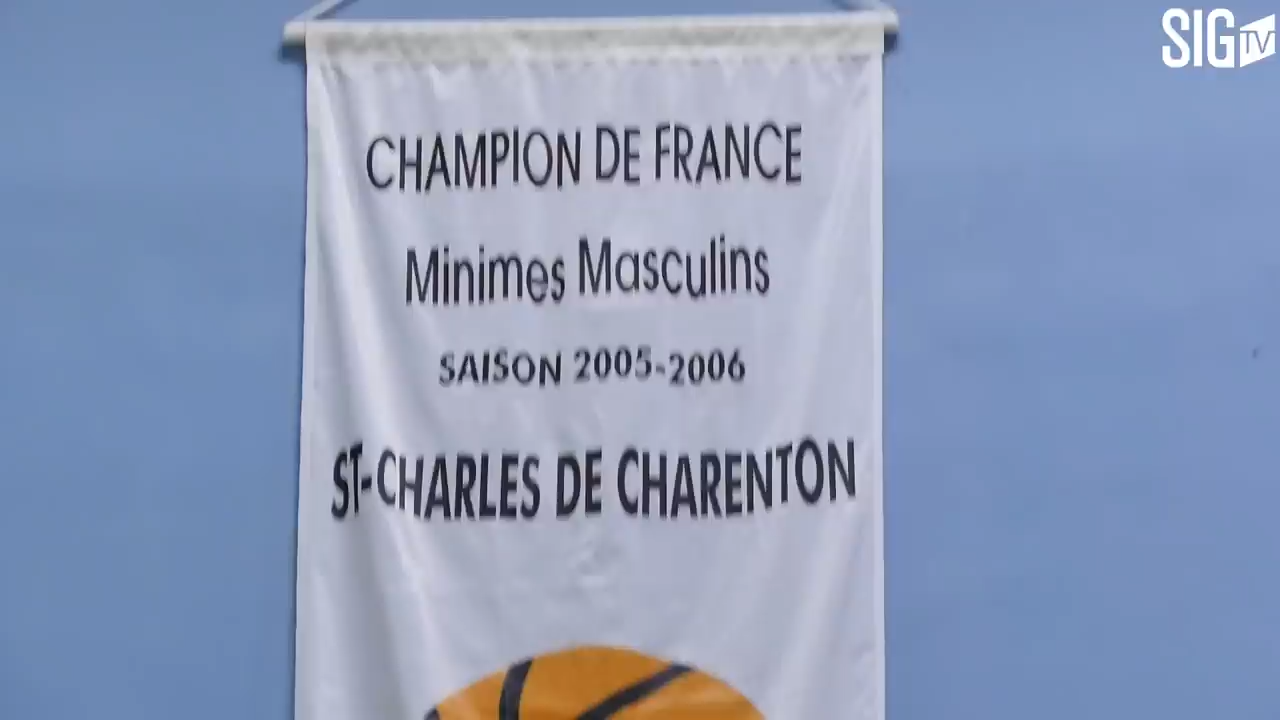 SIG TV
CHAMPION DE FRANCE
Minimes Masculins
SAISON 2005-2006
ST-CHARLES DE CHARENTON